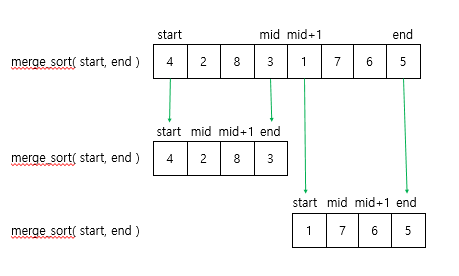 start mid mid+1 end
merge_sort( start, end ) 4 2 8 3 1 7 6 5
start mid mid+1 end
merge_sort( start, end ) 4 2 8 3
start mid mid+1 end
merge_sort( start, end ) 1 7 6 5